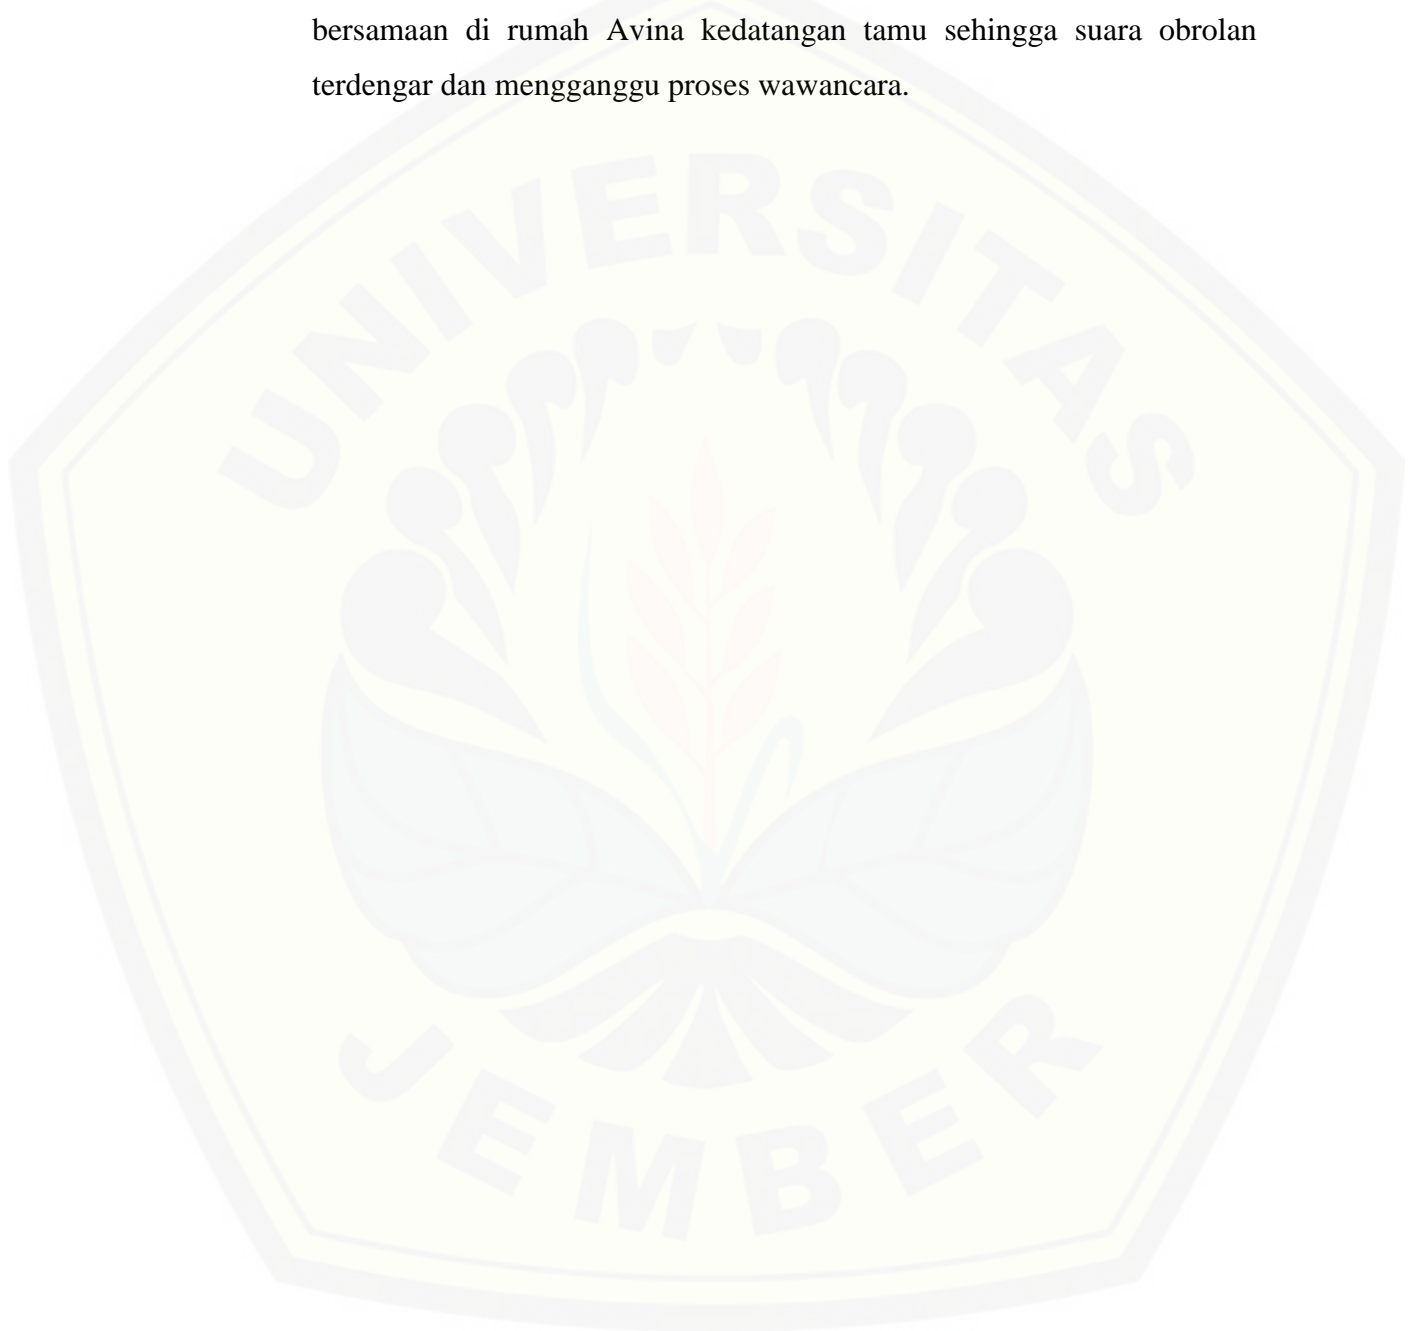 bersamaan di rumah Avina kedatangan tamu sehingga suara obrolan
terdengar dan mengganggu proses wawancara.
UNIVERSITAS
JEMBER